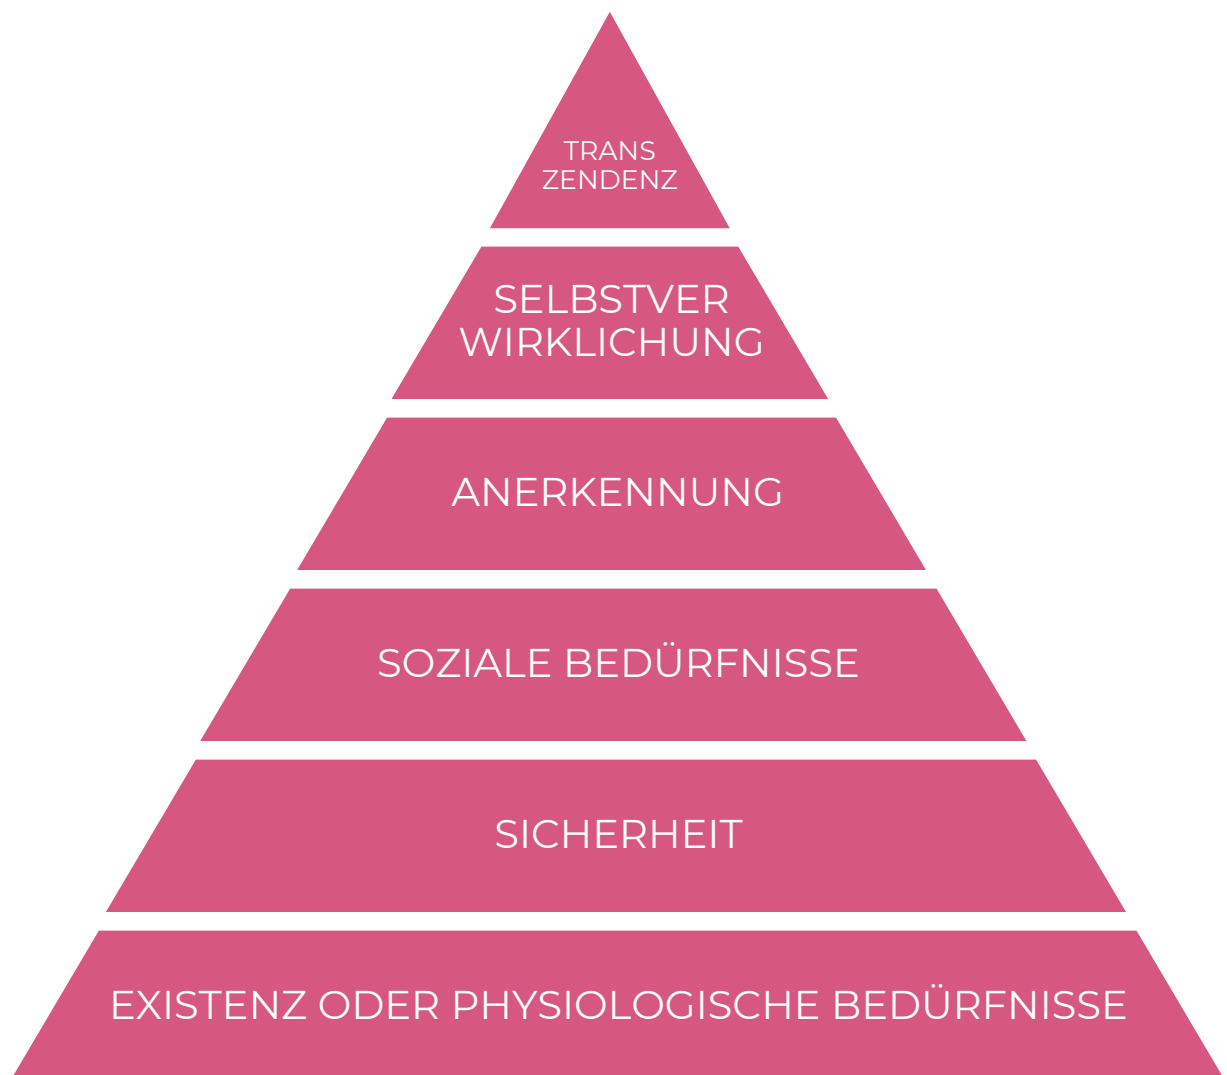 TRANS
ZENDENZ
SELBSTVER
WIRKLICHUNG
ANERKENNUNG
SOZIALE BEDÜRFNISSE
SICHERHEIT
EXISTENZ ODER PHYSIOLOGISCHE BEDÜRFNISSE